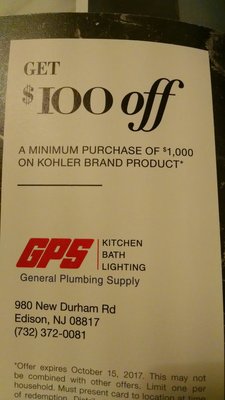 GET
$100 off
A MINIMUM PURCHASE OF $1,000
ON KOHLER BRAND PRODUCT*
GPS KITCHEN
BATH
LIGHTING
General Plumbing Supply
980 New Durham Rd
Edison, NJ 08817
(732) 372-0081
*Offer expires October 15, 2017. This may not
be combined with other offers. Limit one per
household. Must present card to location at time
of redemption.